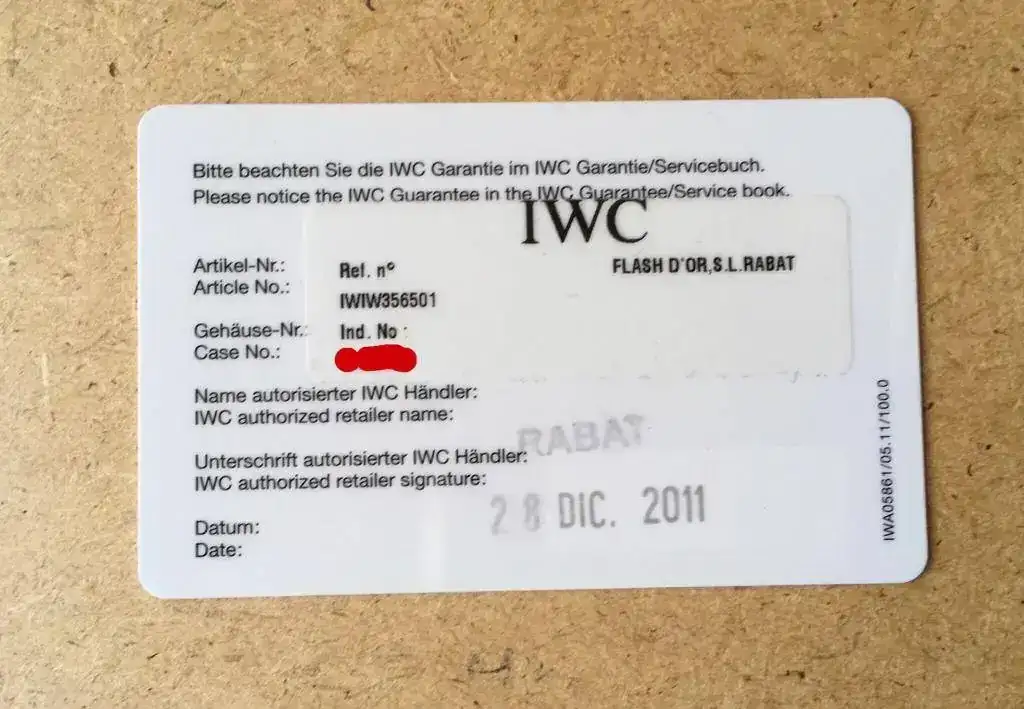 Bitte beachten Sie die IWC Garantie im IWC Garantie/Servicebuch.
Please notice the IWC Guarantee in the IWC Guarantee/Service book.
IWC
Artikel-Nr.: Ref. nº FLASH D'OR,S.L.RABAT
Article No.: IWIW356501
Gehäuse-Nr.: Ind. No :
Case No.:
Name autorisierter IWC Händler:
IWC authorized retailer name:
RABAT
Unterschrift autorisierter IWC Händler:
IWC authorized retailer signature:
28 DIC. 2011
Datum:
Date:
IWA05861/05.11/100.0